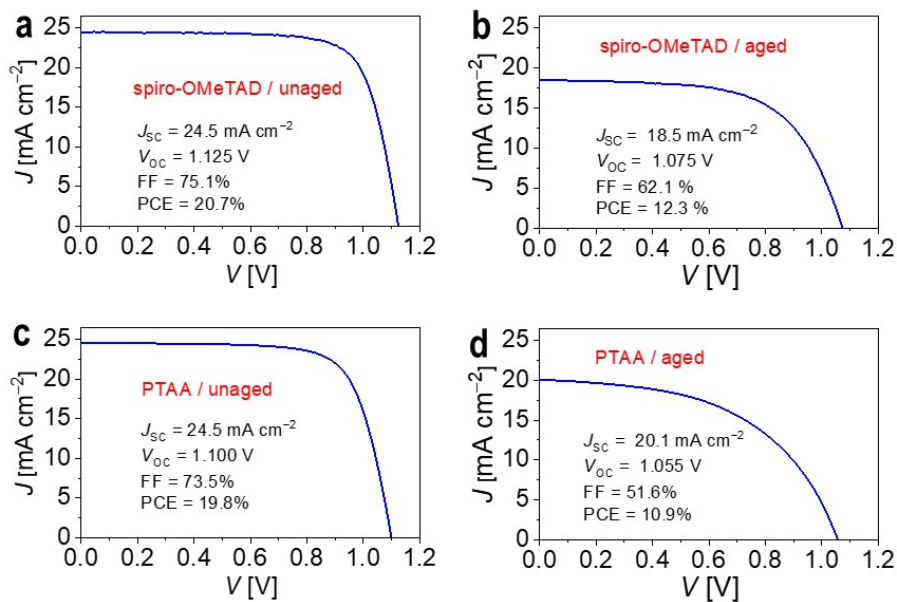 a
spiro-OMeTAD / unaged
J_SC = 24.5 mA cm⁻²
V_OC = 1.125 V
FF = 75.1%
PCE = 20.7%
J [mA cm⁻²]
25
20
15
10
5
0
0.0 0.2 0.4 0.6 0.8 1.0 1.2
V [V]
b
spiro-OMeTAD / aged
J_SC = 18.5 mA cm⁻²
V_OC = 1.075 V
FF = 62.1 %
PCE = 12.3 %
J [mA cm⁻²]
25
20
15
10
5
0
0.0 0.2 0.4 0.6 0.8 1.0 1.2
V [V]
c
PTAA / unaged
J_SC = 24.5 mA cm⁻²
V_OC = 1.100 V
FF = 73.5%
PCE = 19.8%
J [mA cm⁻²]
25
20
15
10
5
0
0.0 0.2 0.4 0.6 0.8 1.0 1.2
V [V]
d
PTAA / aged
J_SC = 20.1 mA cm⁻²
V_OC = 1.055 V
FF = 51.6%
PCE = 10.9%
J [mA cm⁻²]
25
20
15
10
5
0
0.0 0.2 0.4 0.6 0.8 1.0 1.2
V [V]